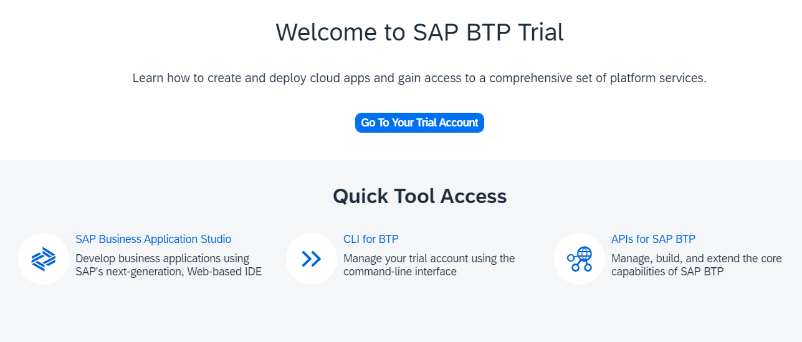 Welcome to SAP BTP Trial
Learn how to create and deploy cloud apps and gain access to a comprehensive set of platform services.
Go To Your Trial Account
Quick Tool Access
SAP Business Application Studio
Develop business applications using
SAP's next-generation, Web-based IDE
CLI for BTP
Manage your trial account using the
command-line interface
APIs for SAP BTP
Manage, build, and extend the core
capabilities of SAP BTP